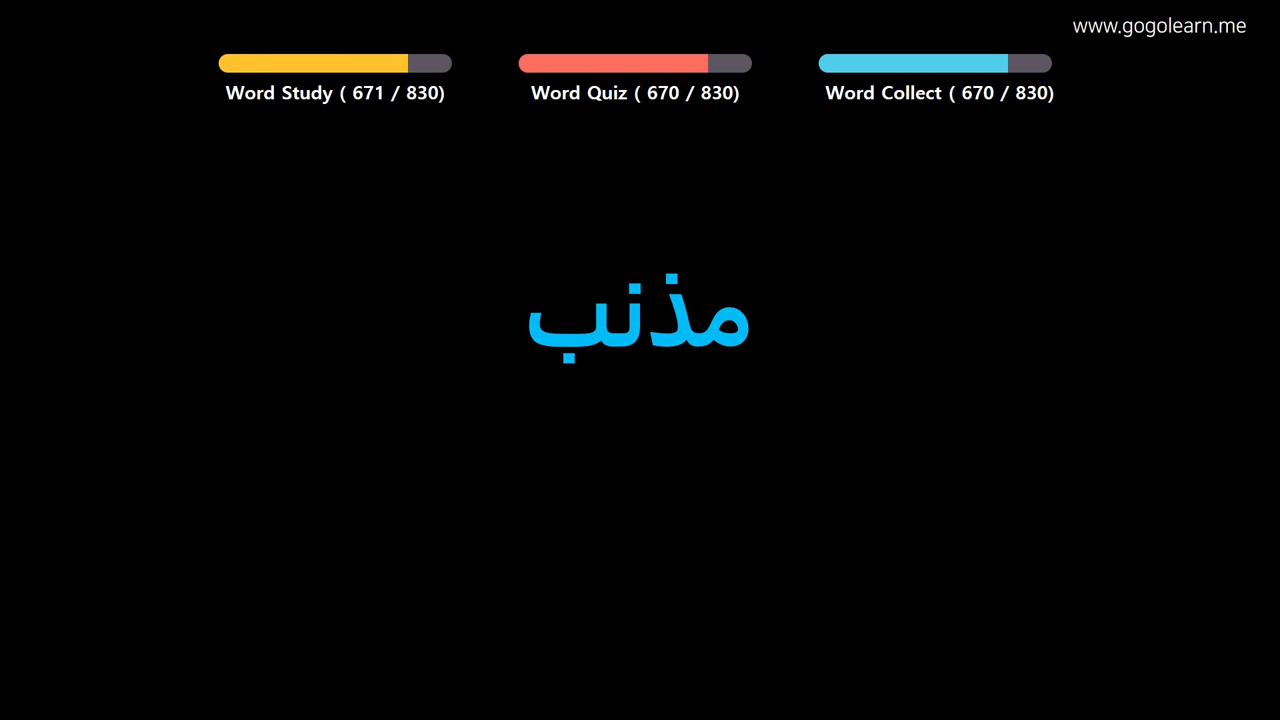 www.gogolearn.me
Word Study ( 671 / 830)
Word Quiz ( 670 / 830)
Word Collect ( 670 / 830)
مذنب